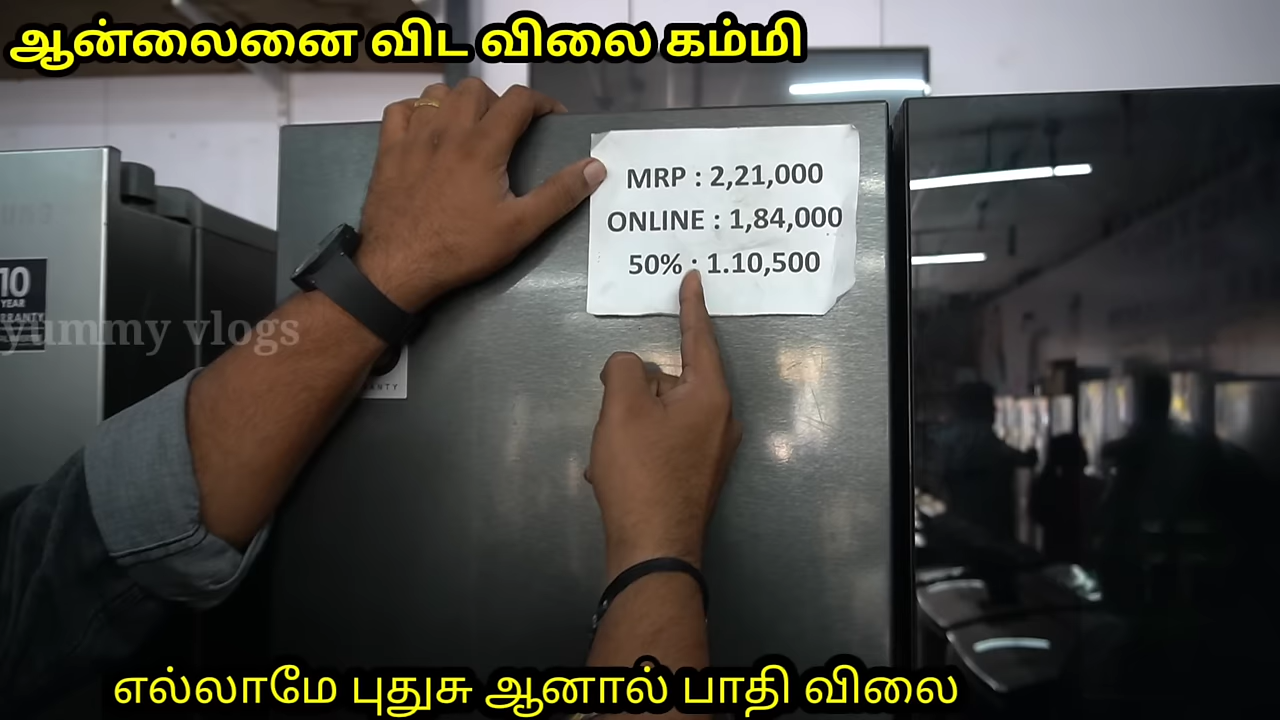 ஆன்லைனை விட விலை கம்மி
MRP : 2,21,000
ONLINE : 1,84,000
50% : 1.10,500
10
YEAR
yummy vlogs
எல்லாமே புதுசு ஆனால் பாதி விலை